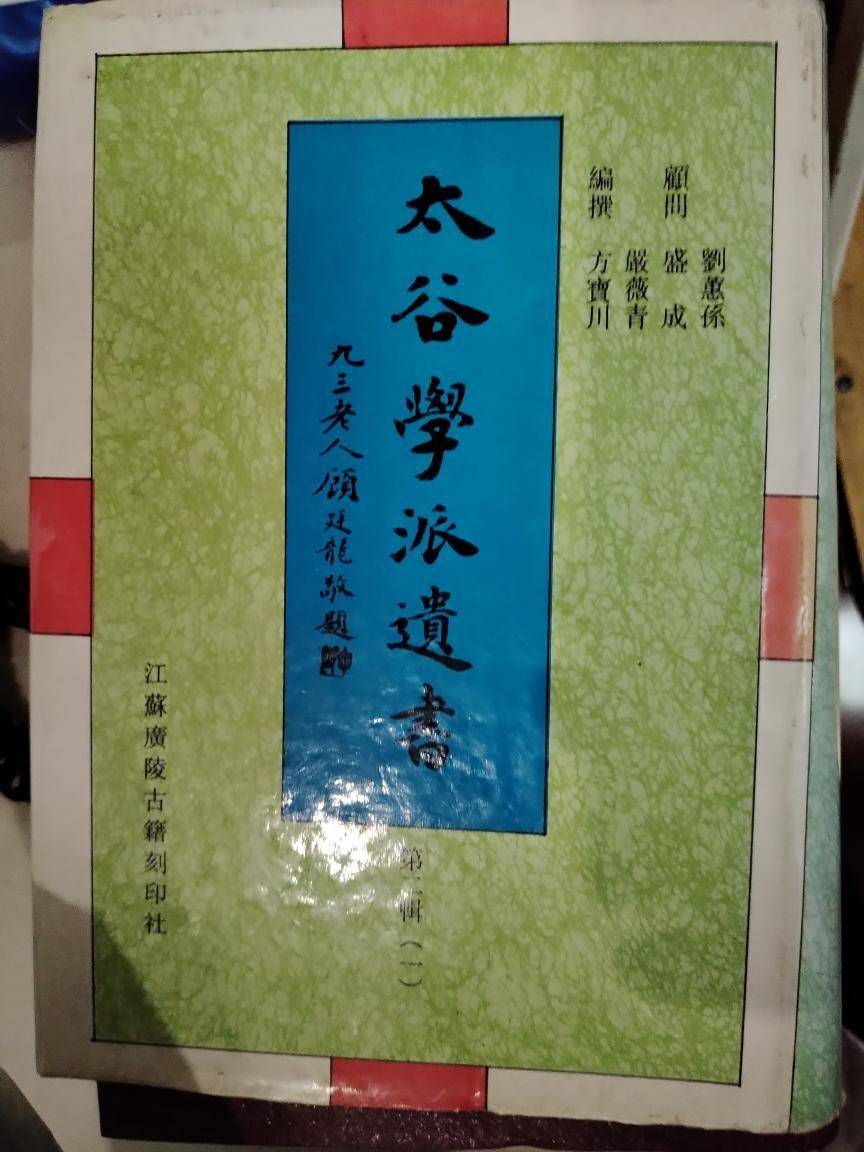 劉蕙孫
顧問 盛成
嚴薇青
編撰 方寶川
太谷學派遺書
九三老人顧廷龍敬題
第二輯（一）
江蘇廣陵古籍刻印社